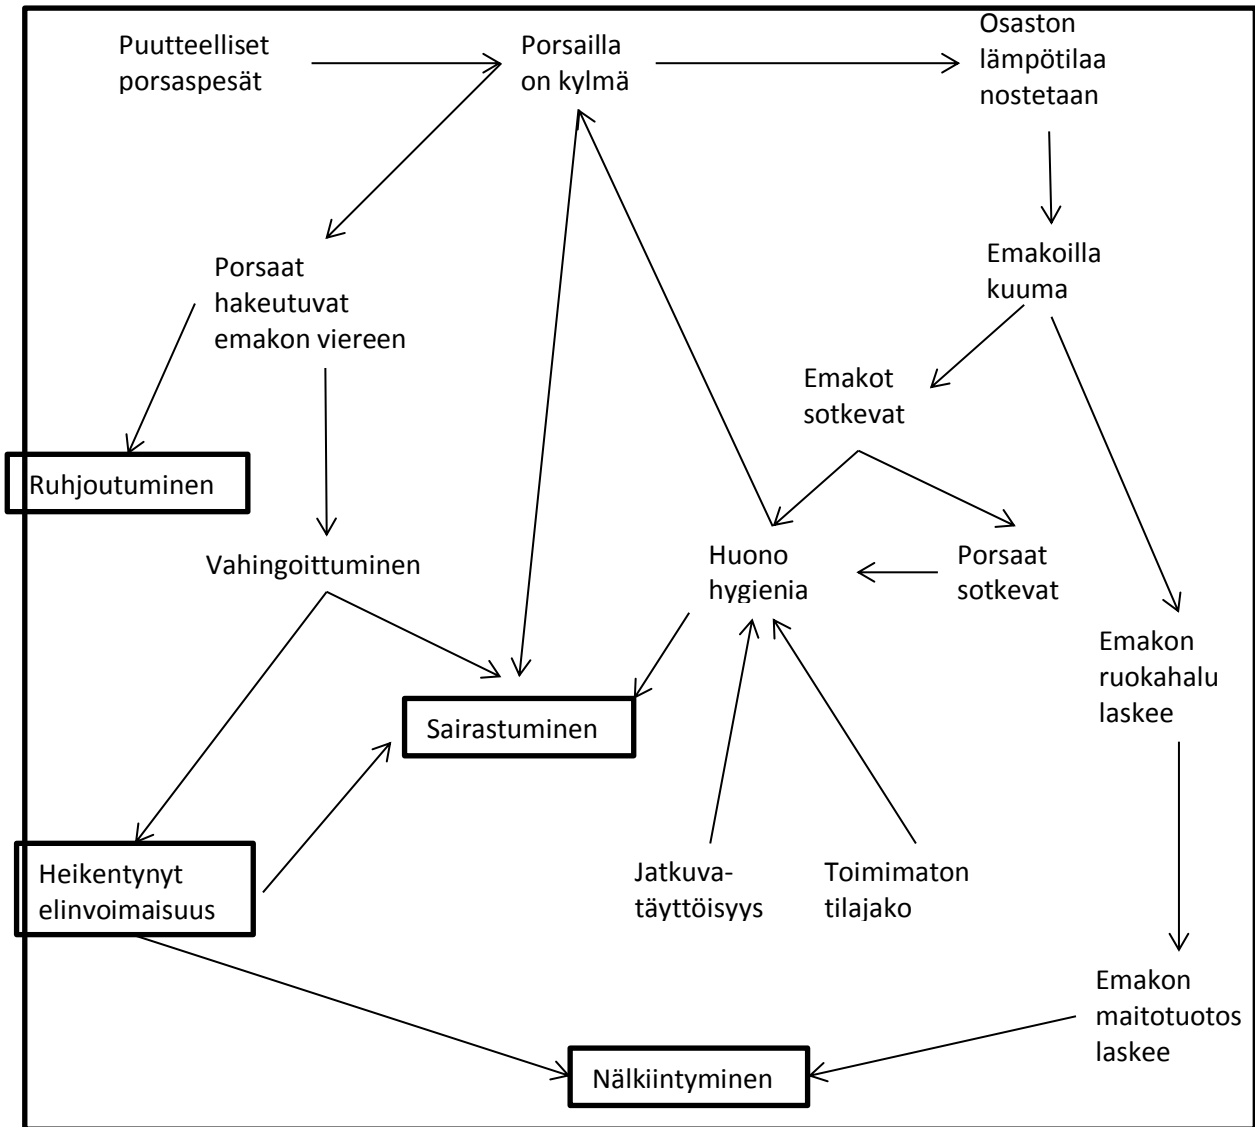 Puutteelliset
porsaspesät
Porsailla
on kylmä
Osaston
lämpötilaa
nostetaan
Porsaat
hakeutuvat
emakon viereen
Emakoilla
kuuma
Emakot
sotkevat
Ruhjoutuminen
Vahingoittuminen
Huono
hygienia
Porsaat
sotkevat
Emakon
ruokahalu
laskee
Sairastuminen
Heikentynyt
elinvoimaisuus
Jatkuva-
täyttöisyys
Toimimaton
tilajako
Emakon
maitotuotos
laskee
Nälkiintyminen